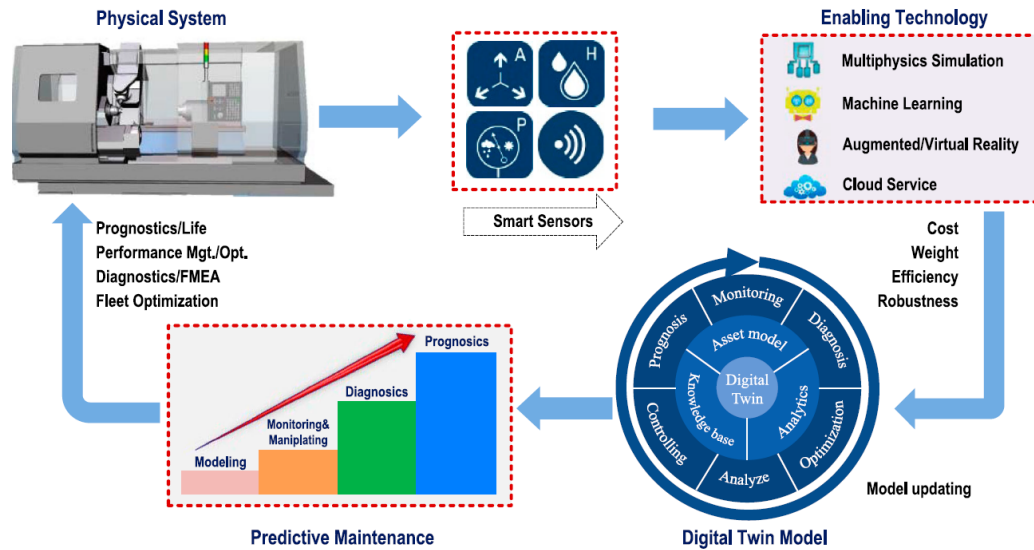 Physical System
Enabling Technology
A
H
P
Smart Sensors
Multiphysics Simulation
Machine Learning
Augmented/Virtual Reality
Cloud Service
Prognostics/Life
Performance Mgt./Opt.
Diagnostics/FMEA
Fleet Optimization
Cost
Weight
Efficiency
Robustness
Monitoring
Diagnosis
Optimization
Analyze
Controlling
Prognosis
Asset model
Analytics
Knowledge base
Digital
Twin
Model updating
Prognosics
Diagnosics
Monitoring&
Maniplating
Modeling
Predictive Maintenance
Digital Twin Model